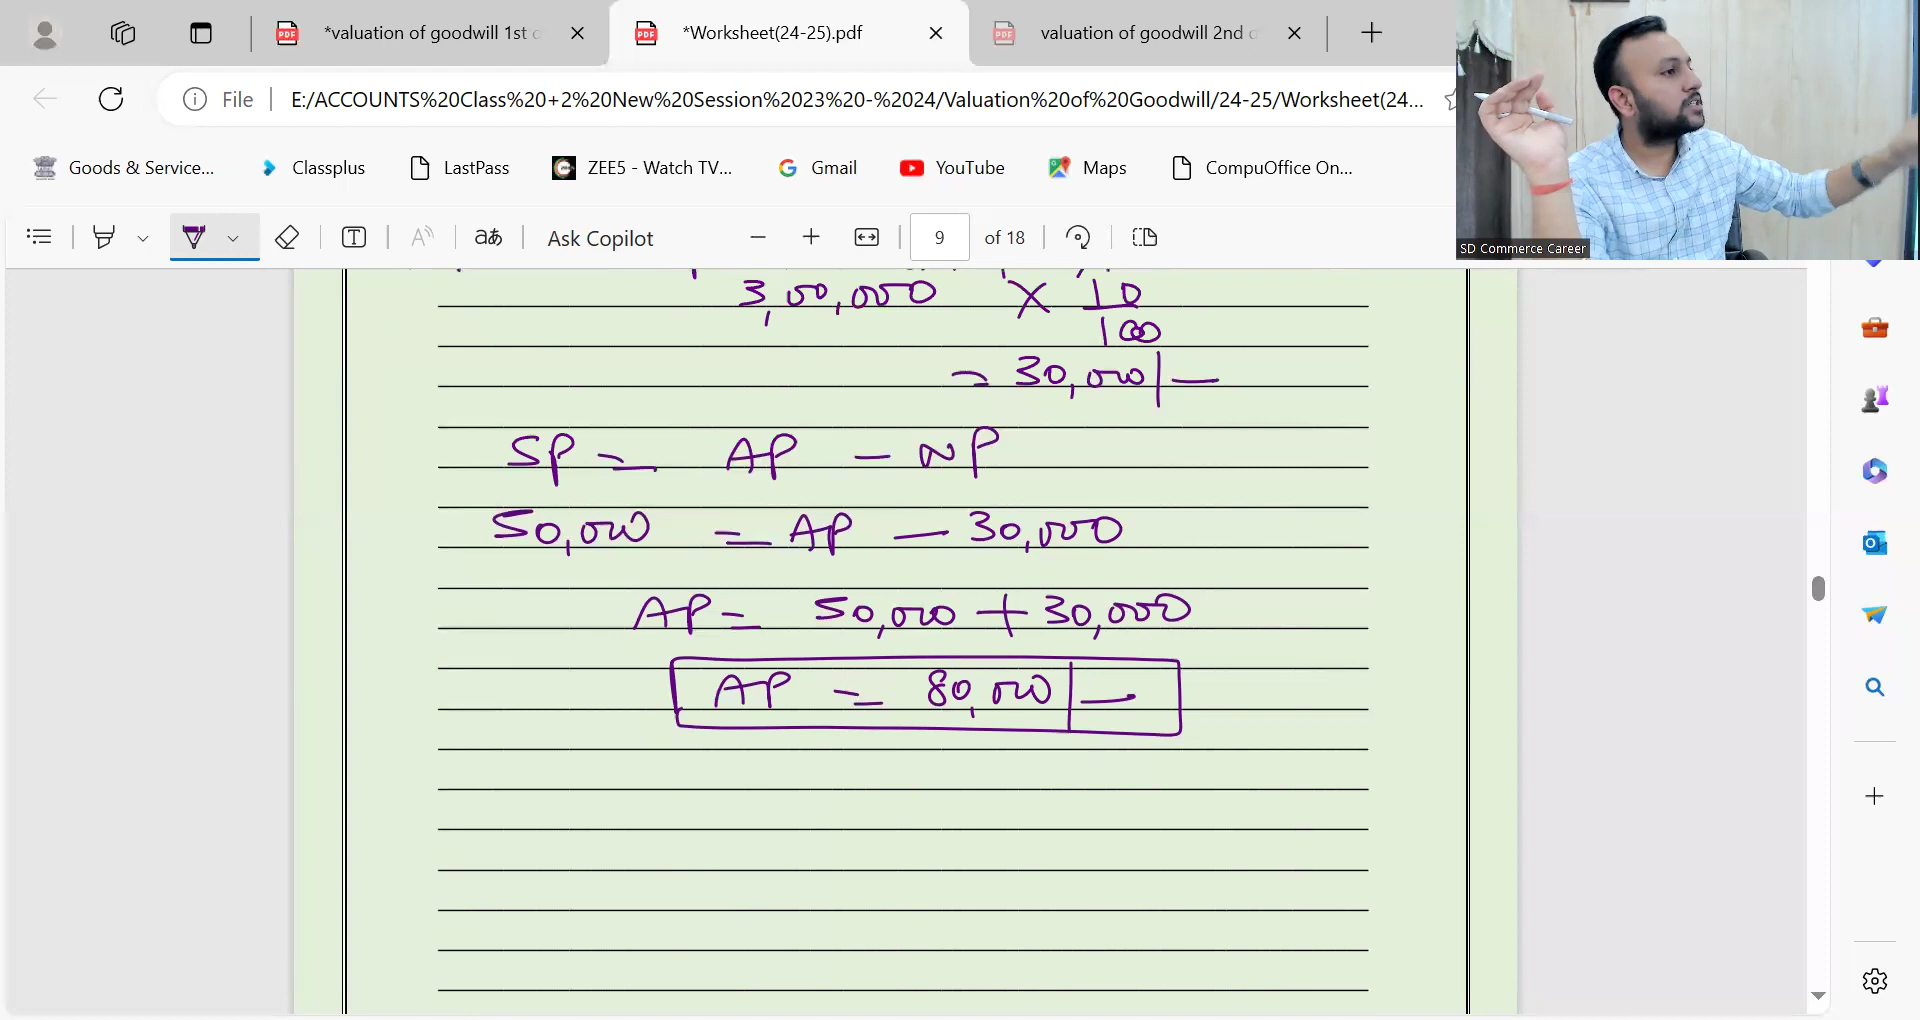 *valuation of goodwill 1st
*Worksheet(24-25).pdf
valuation of goodwill 2nd
File
E:/ACCOUNTS%20Class%20+2%20New%20Session%202023%20-%202024/Valuation%20of%20Goodwill/24-25/Worksheet(24...
Goods & Service...
Classplus
LastPass
ZEE5 - Watch TV...
Gmail
YouTube
Maps
CompuOffice On...
Ask Copilot
9 of 18
SD Commerce Career
3,00,000 X 10
100
= 30,000/-
SP = AP - NP
50,000 = AP - 30,000
AP = 50,000 + 30,000
AP = 80,000/-